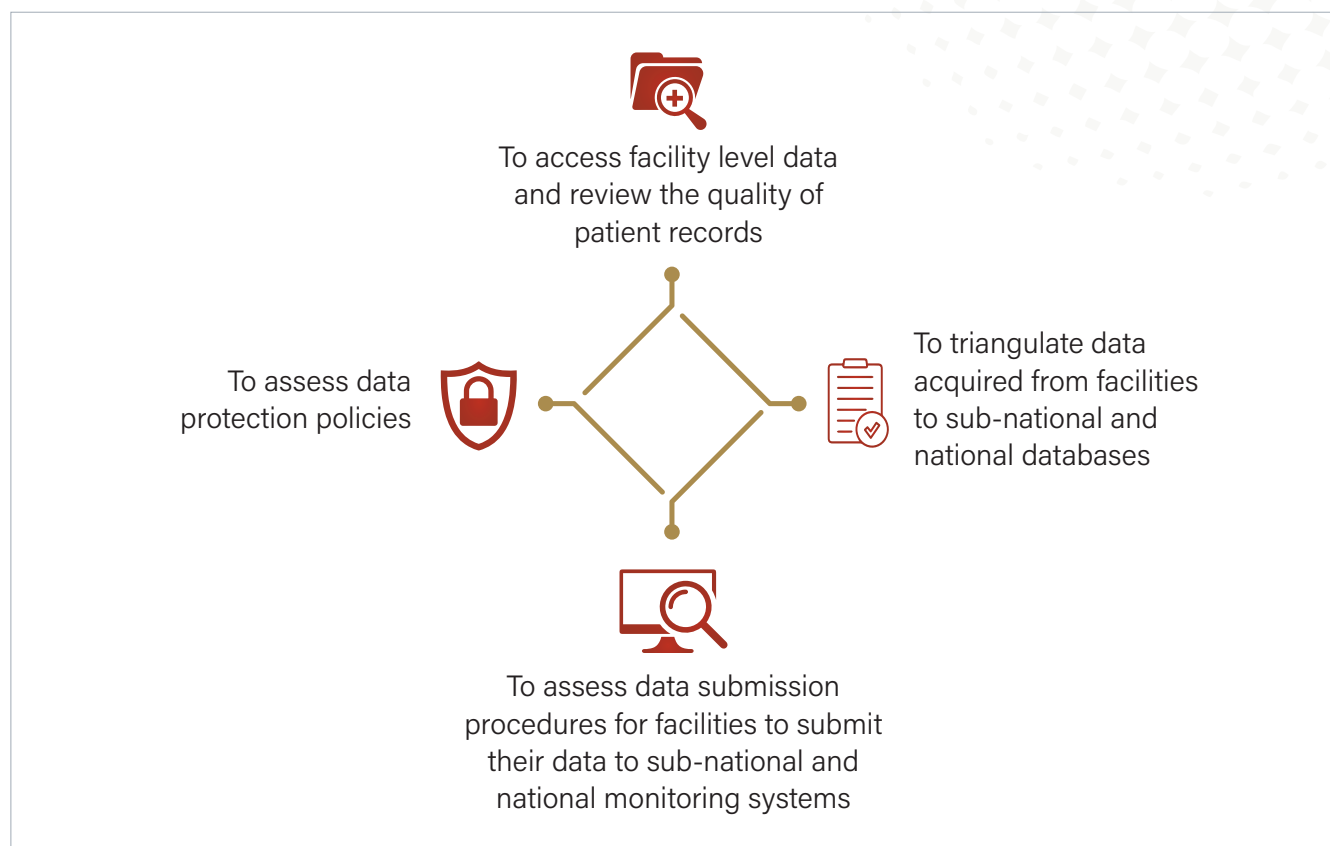 To access facility level data
and review the quality of
patient records
To assess data
protection policies
To triangulate data
acquired from facilities
to sub-national and
national databases
To assess data submission
procedures for facilities to submit
their data to sub-national and
national monitoring systems